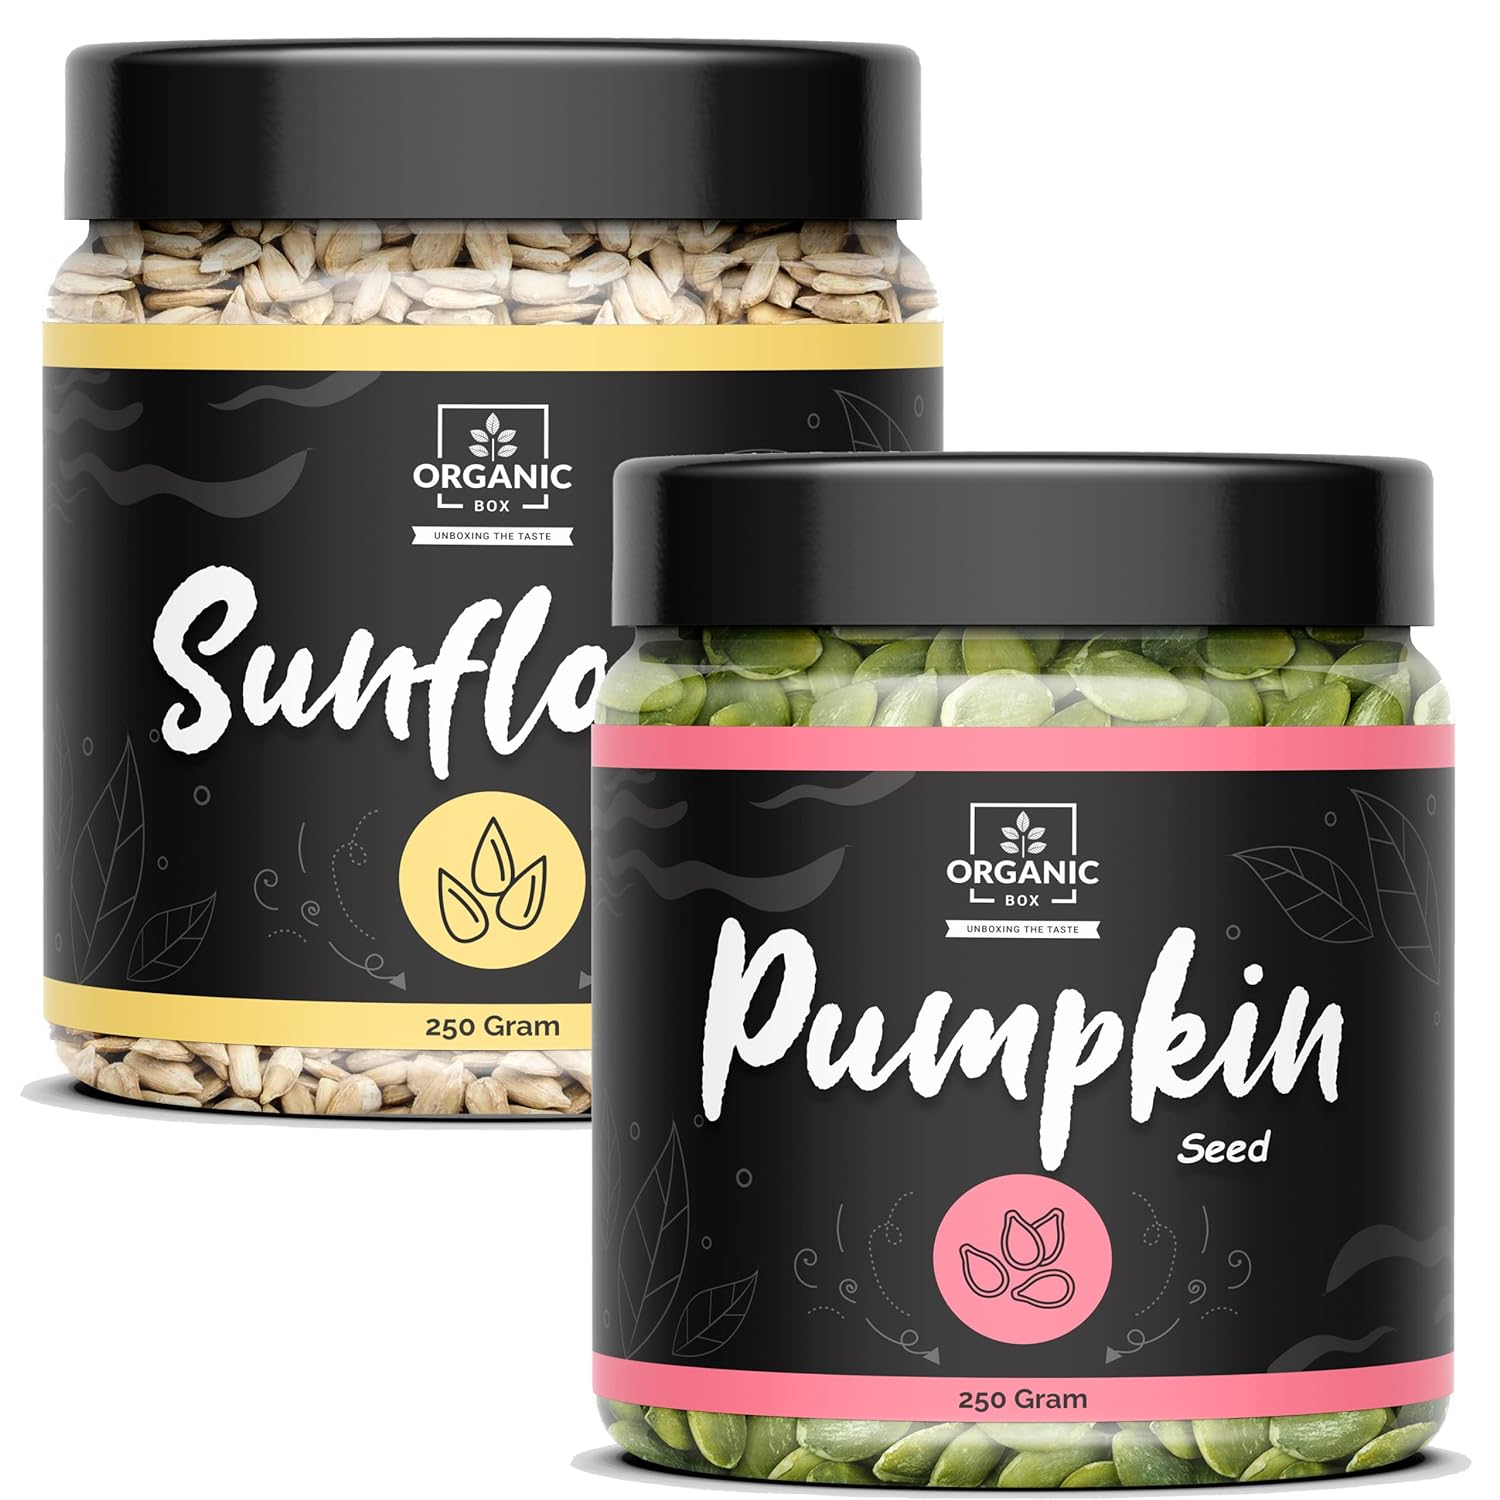 ORGANIC
BOX
UNBOXING THE TASTE
Sunflo
250 Gram
ORGANIC
BOX
UNBOXING THE TASTE
Pumpkin
Seed
250 Gram